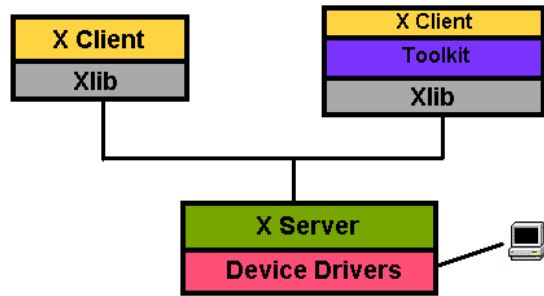 X Client
Xlib
X Client
Toolkit
Xlib
X Server
Device Drivers